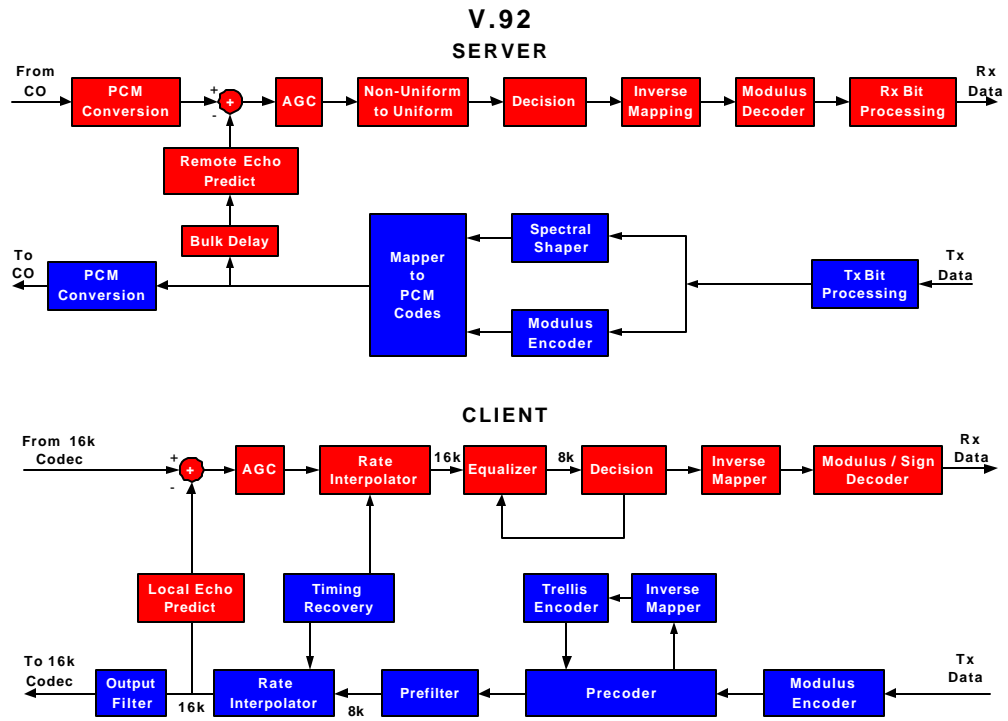 V.92
SERVER
From
CO
PCM
Conversion
+
-
+
AGC
Non-Uniform
to Uniform
Decision
Inverse
Mapping
Modulus
Decoder
Rx Bit
Processing
Rx
Data
Remote Echo
Predict
Bulk Delay
To
CO
PCM
Conversion
Mapper
to
PCM
Codes
Spectral
Shaper
Modulus
Encoder
Tx Bit
Processing
Tx
Data
CLIENT
From 16k
Codec
+
-
+
AGC
Rate
Interpolator
16k
Equalizer
8k
Decision
Inverse
Mapper
Modulus / Sign
Decoder
Rx
Data
Local Echo
Predict
Timing
Recovery
Trellis
Encoder
Inverse
Mapper
To 16k
Codec
Output
Filter
16k
Rate
Interpolator
8k
Prefilter
Precoder
Modulus
Encoder
Tx
Data